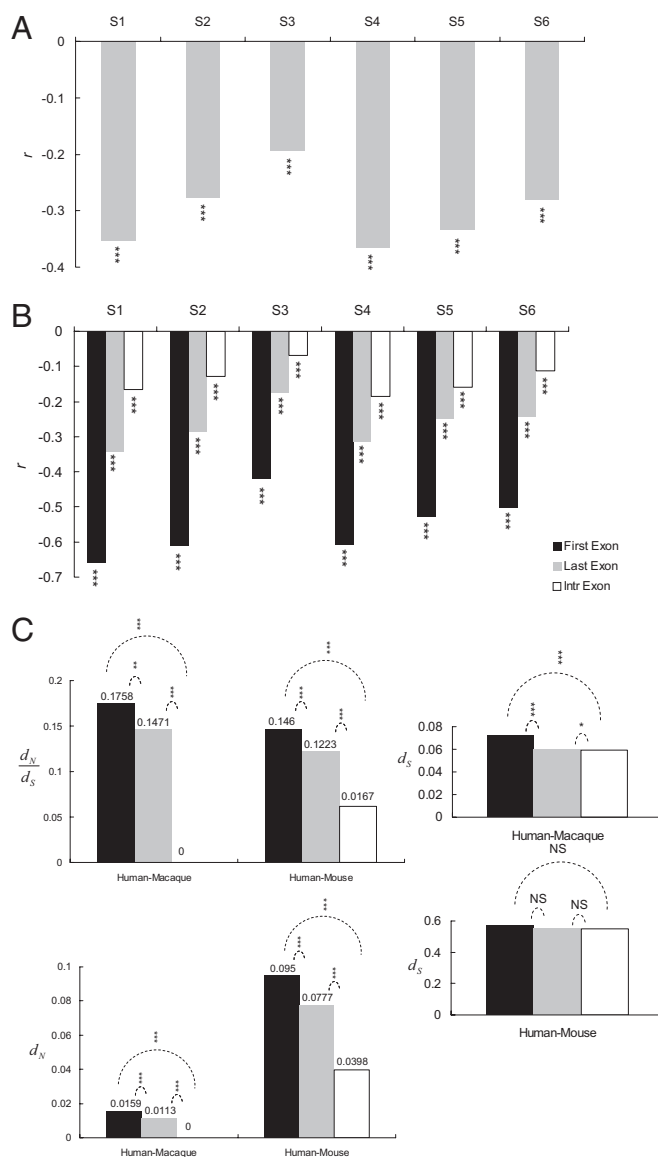 A
S1 S2 S3 S4 S5 S6
0
-0.1
-0.2
-0.3
-0.4
r
*** *** *** *** *** ***
B
S1 S2 S3 S4 S5 S6
0
-0.1
-0.2
-0.3
-0.4
-0.5
-0.6
-0.7
r
*** *** *** *** *** ***
*** *** *** *** *** ***
*** *** *** *** *** ***
First Exon
Last Exon
Intr Exon
C
***
** ***
0.2
0.15
0.1
0.05
0
dN
dS
0.1758
0.1471
0
Human-Macaque
***
*** ***
0.146
0.1223
0.0167
Human-Mouse
***
*** *
0.08
0.06
0.04
0.02
0
dS
Human-Macaque
NS
NS NS
0.6
0.4
0.2
0
dS
Human-Mouse
0.1
0.08
0.06
0.04
0.02
0
dN
***
*** ***
0.0159
0.0113
0
Human-Macaque
***
*** ***
0.095
0.0777
0.0398
Human-Mouse